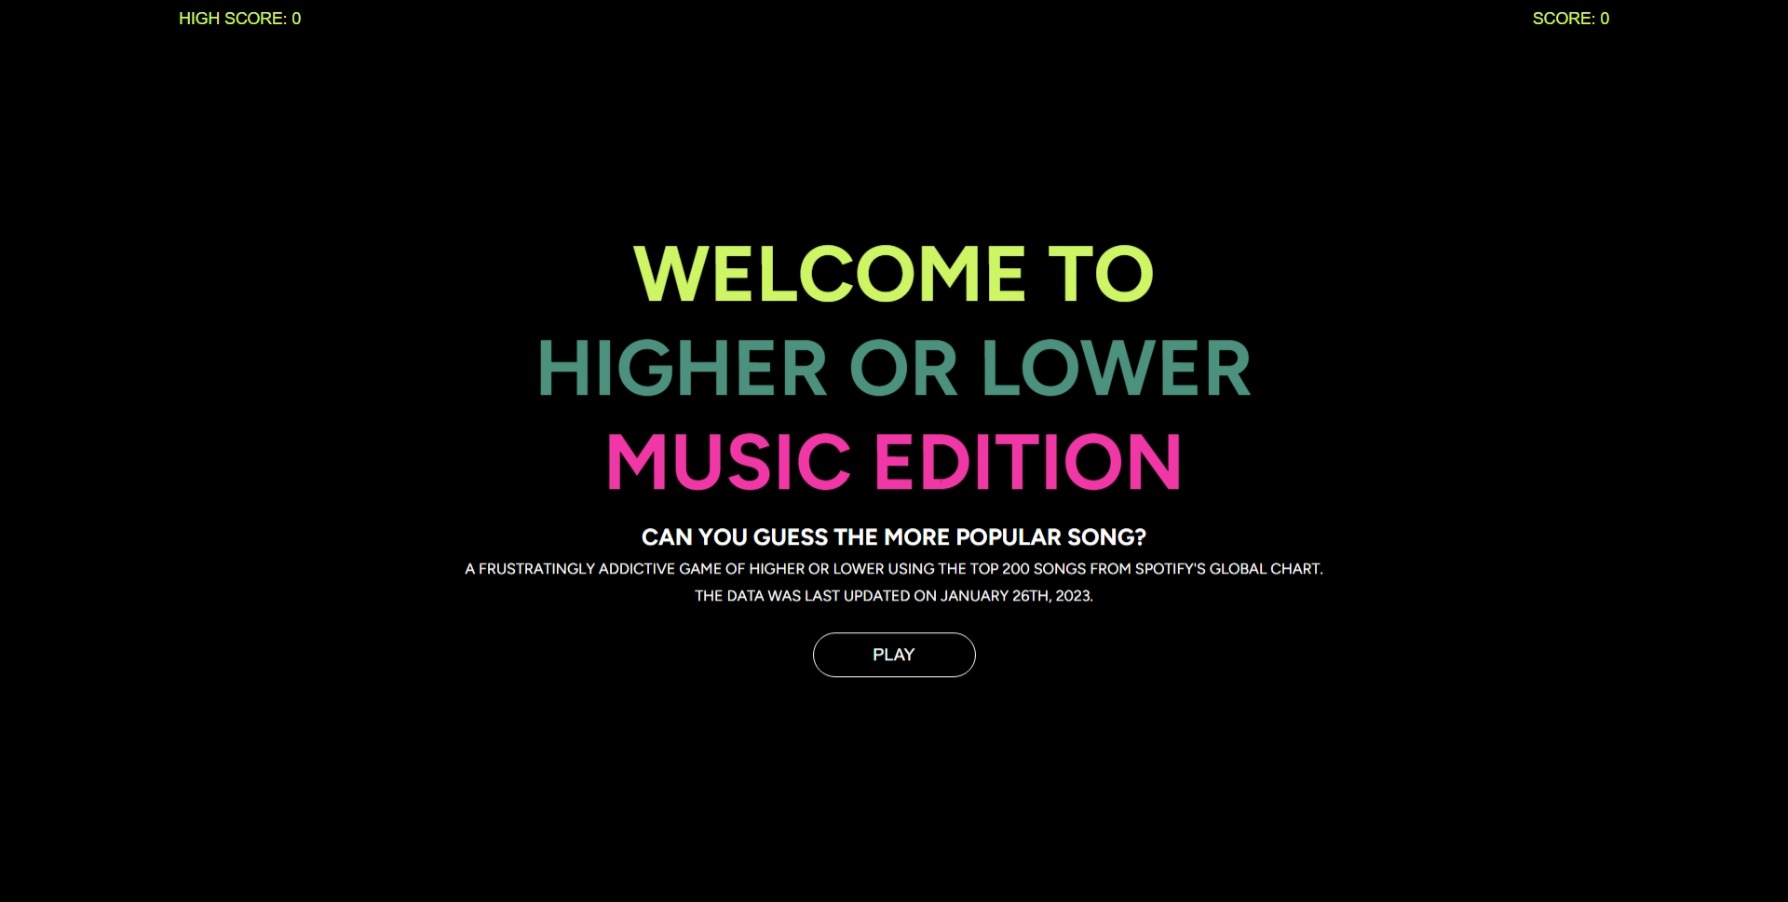 HIGH SCORE: 0
SCORE: 0
WELCOME TO
HIGHER OR LOWER
MUSIC EDITION
CAN YOU GUESS THE MORE POPULAR SONG?
A FRUSTRATINGLY ADDICTIVE GAME OF HIGHER OR LOWER USING THE TOP 200 SONGS FROM SPOTIFY'S GLOBAL CHART.
THE DATA WAS LAST UPDATED ON JANUARY 26TH, 2023.
PLAY